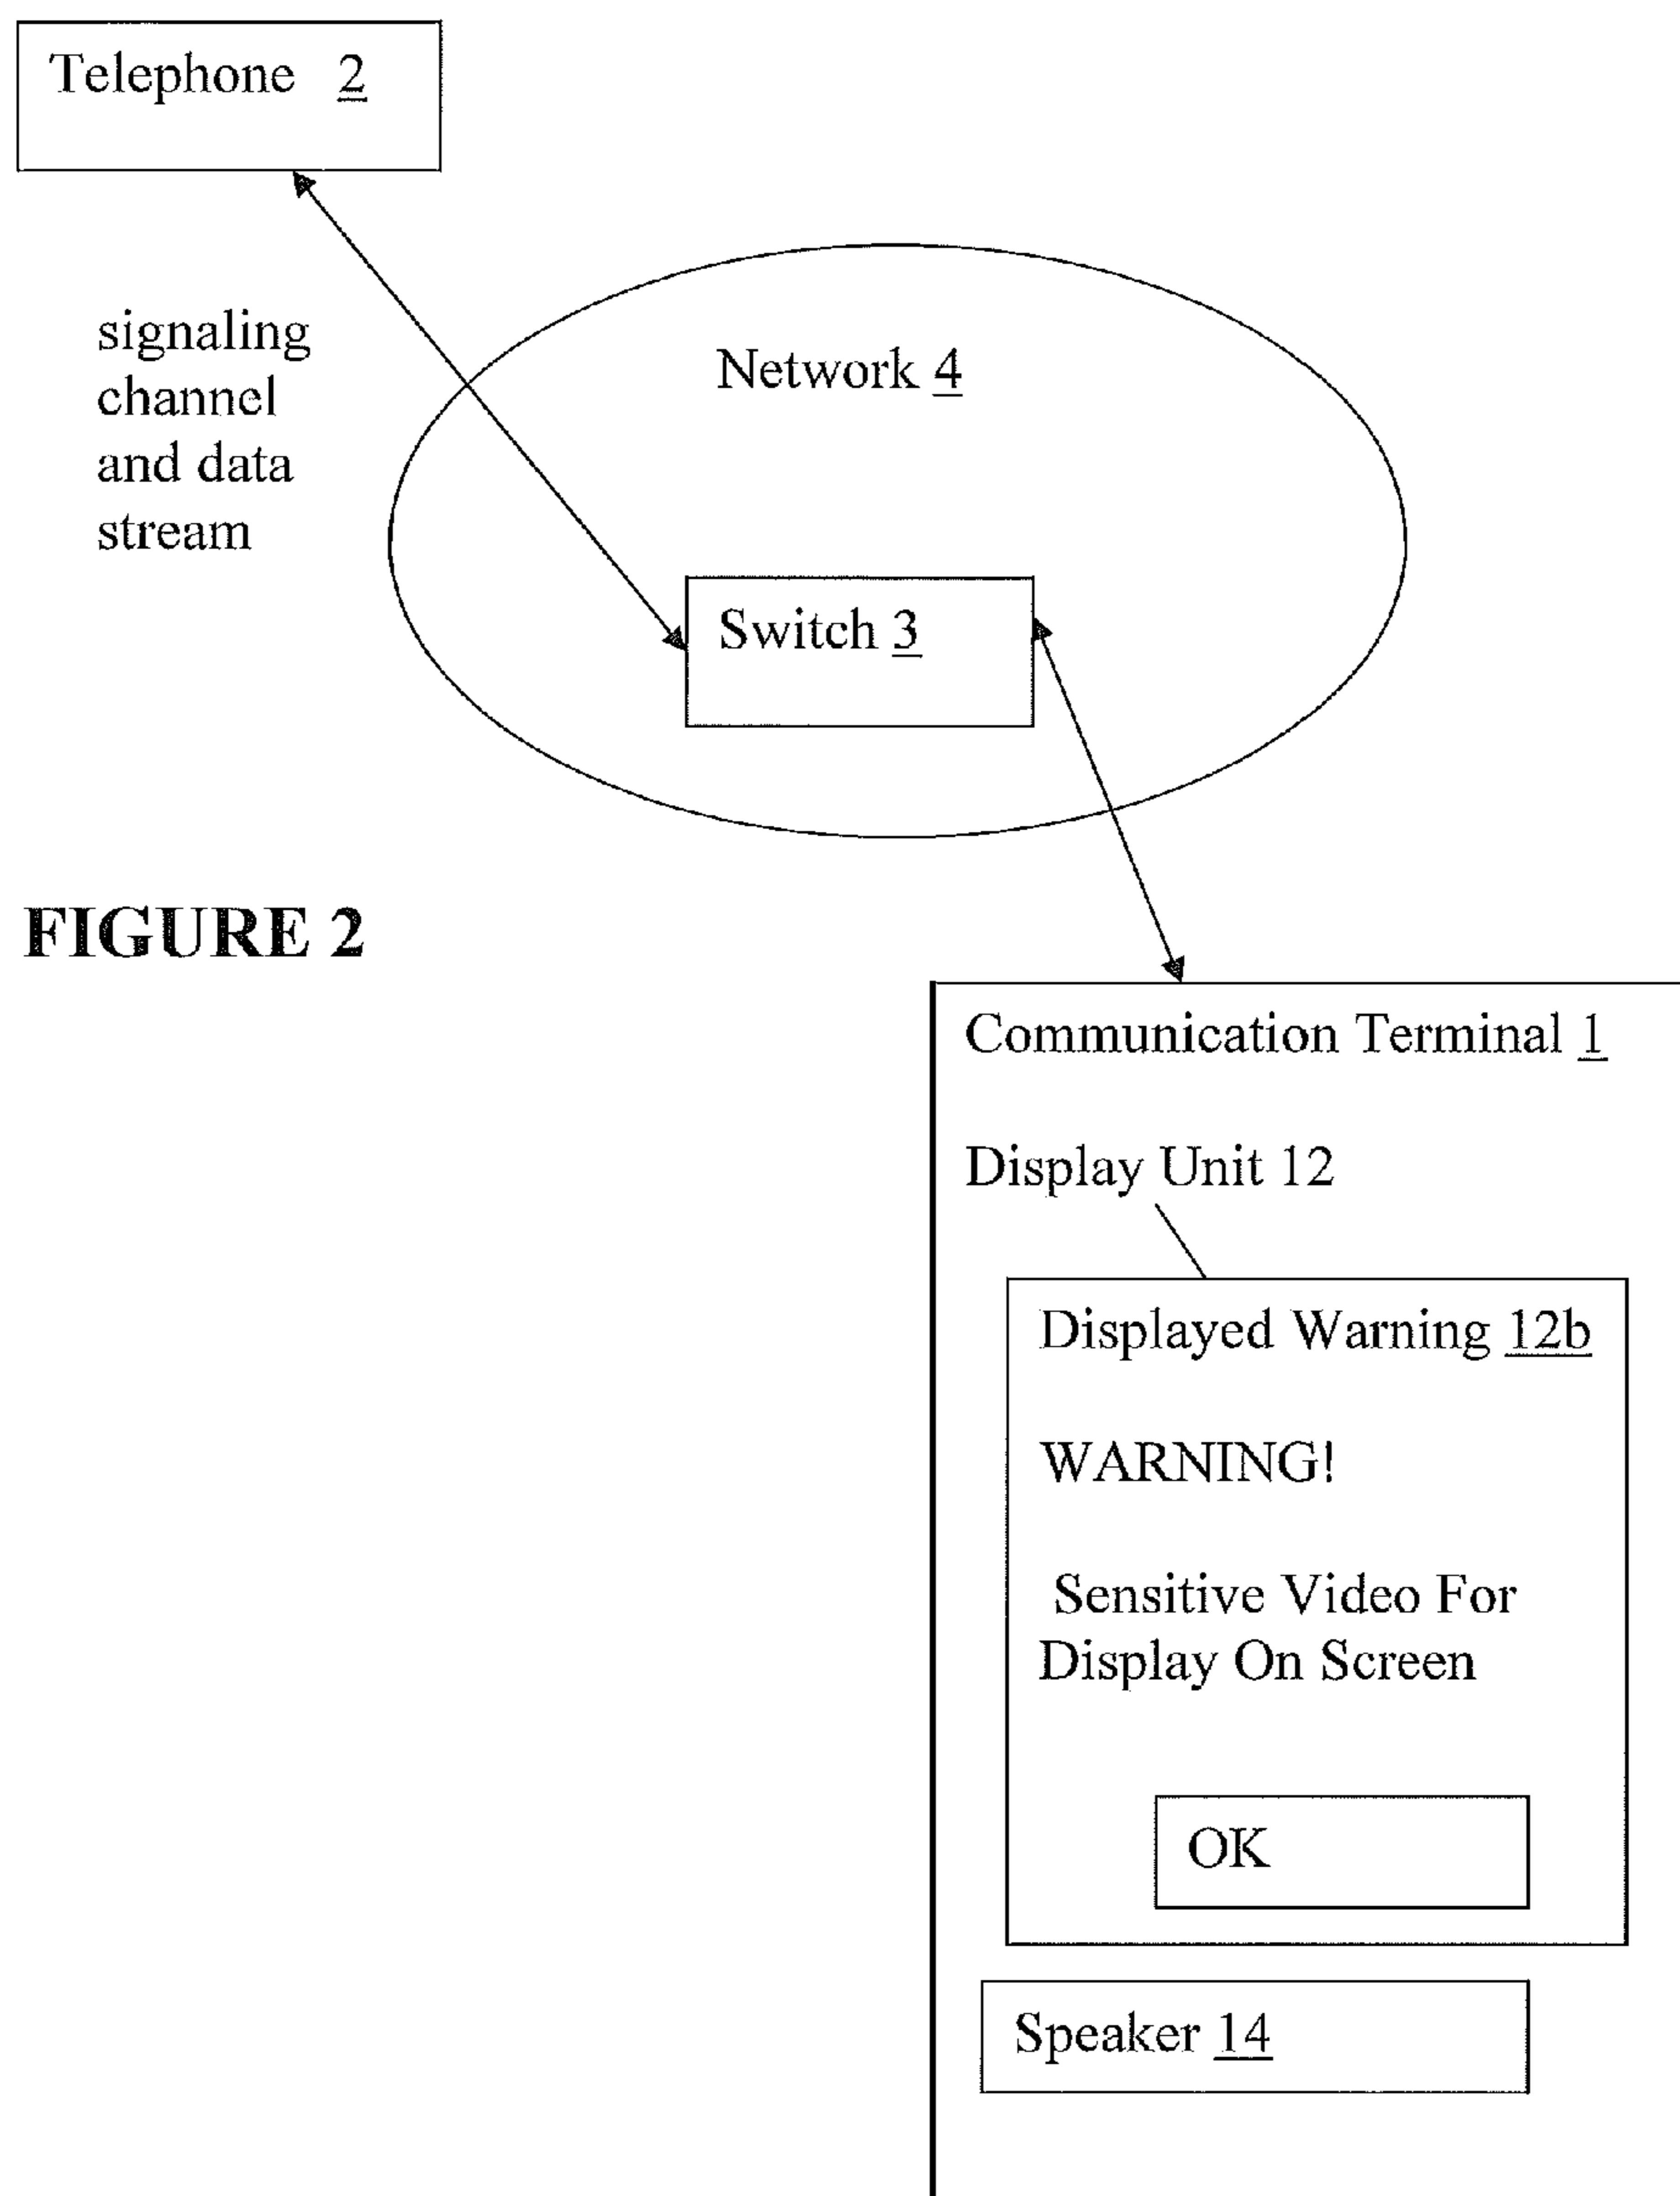 Telephone 2
signaling
channel
and data
stream
Network 4
Switch 3
FIGURE 2
Communication Terminal 1
Display Unit 12
Displayed Warning 12b
WARNING!
Sensitive Video For
Display On Screen
OK
Speaker 14